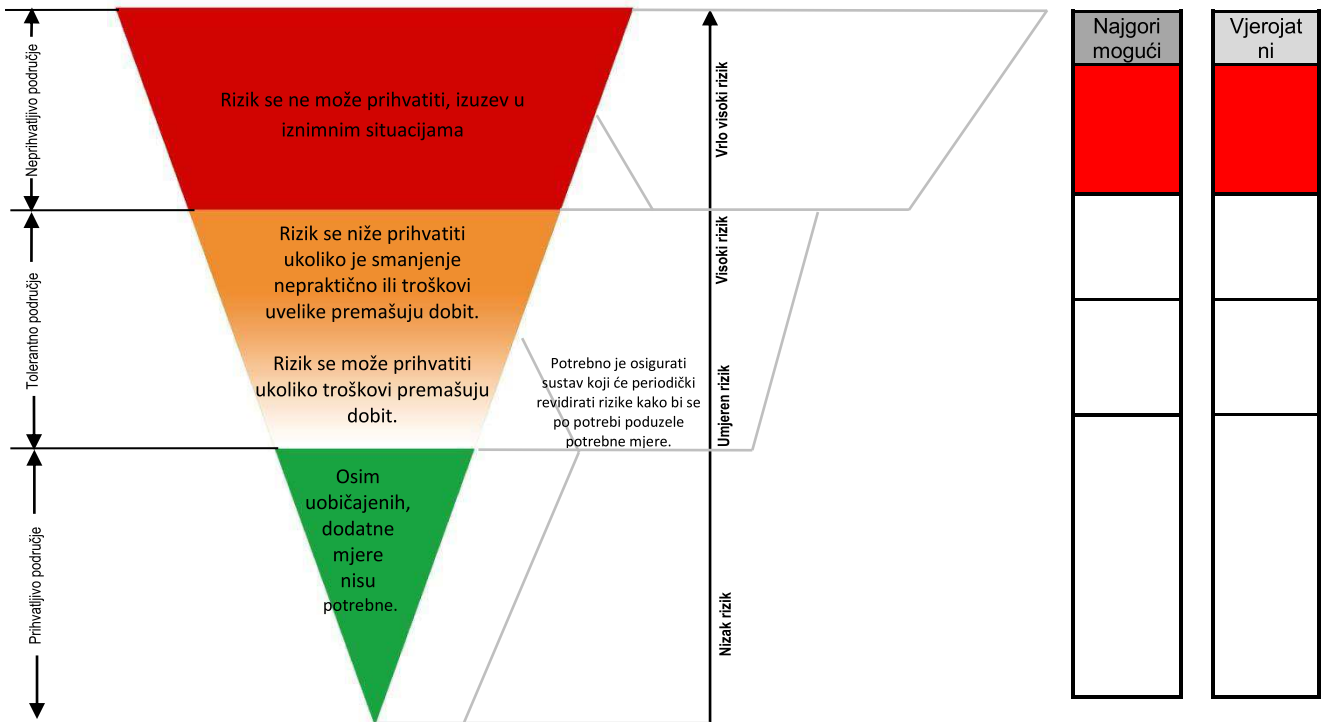 Neprihvatljivo područje
Rizik se ne može prihvatiti, izuzev u
iznimnim situacijama
Vrlo visoki rizik
Najgori
mogući
Vjerojat
ni
Tolerantno područje
Rizik se niže prihvatiti
ukoliko je smanjenje
nepraktično ili troškovi
uvelike premašuju dobit.
Rizik se može prihvatiti
ukoliko troškovi premašuju
dobit.
Visoki rizik
Potrebno je osigurati
sustav koji će periodički
revidirati rizike kako bi se
po potrebi poduzele
potrebne mjere.
Umjeren rizik
Prihvatljivo područje
Osim
uobičajenih,
dodatne
mjere
nisu
potrebne.
Nizak rizik